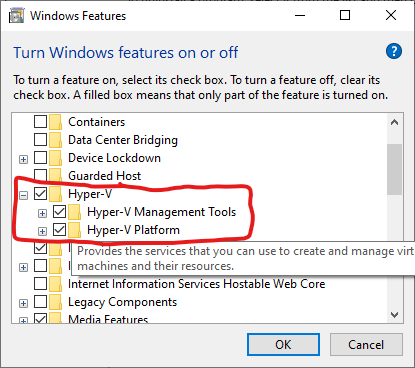 Windows Features
Turn Windows features on or off
To turn a feature on, select its check box. To turn a feature off, clear its
check box. A filled box means that only part of the feature is turned on.
Containers
Data Center Bridging
Device Lockdown
Guarded Host
Hyper-V
Hyper-V Management Tools
Hyper-V Platform
Provides the services that you can use to create and manage virt
machines and their resources.
Internet Information Services Hostable Web Core
Legacy Components
Media Features
OK
Cancel